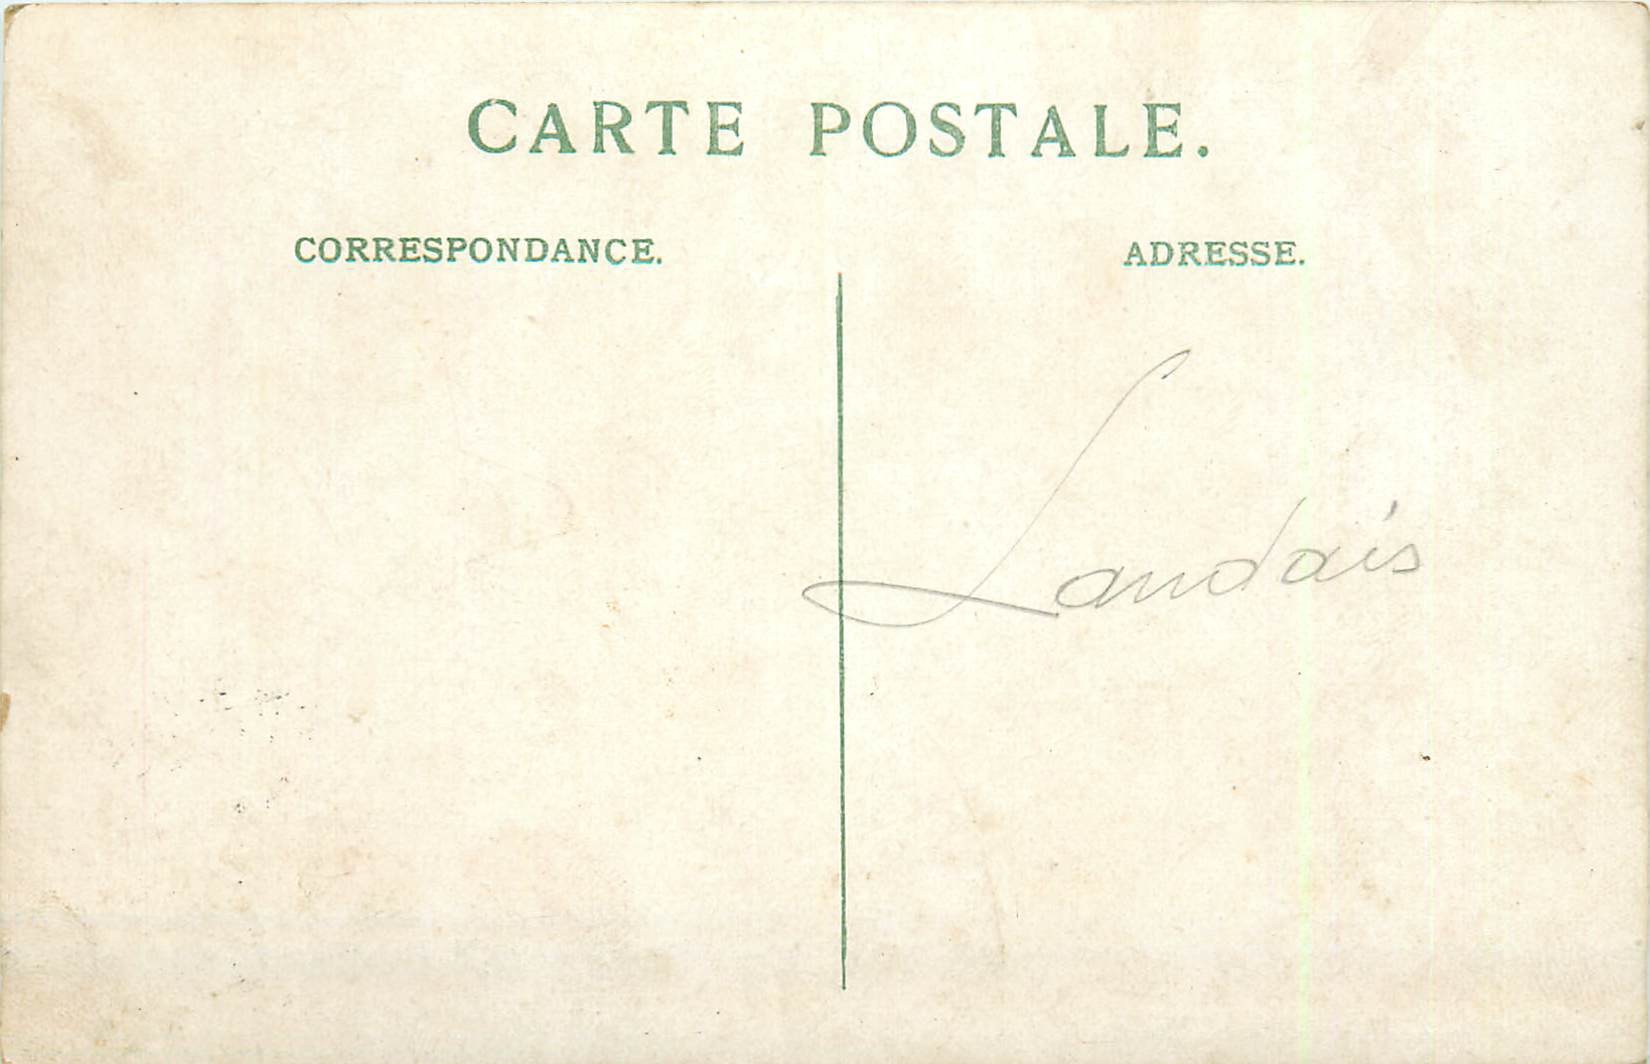 CARTE POSTALE.
CORRESPONDANCE.
ADRESSE.
Landais